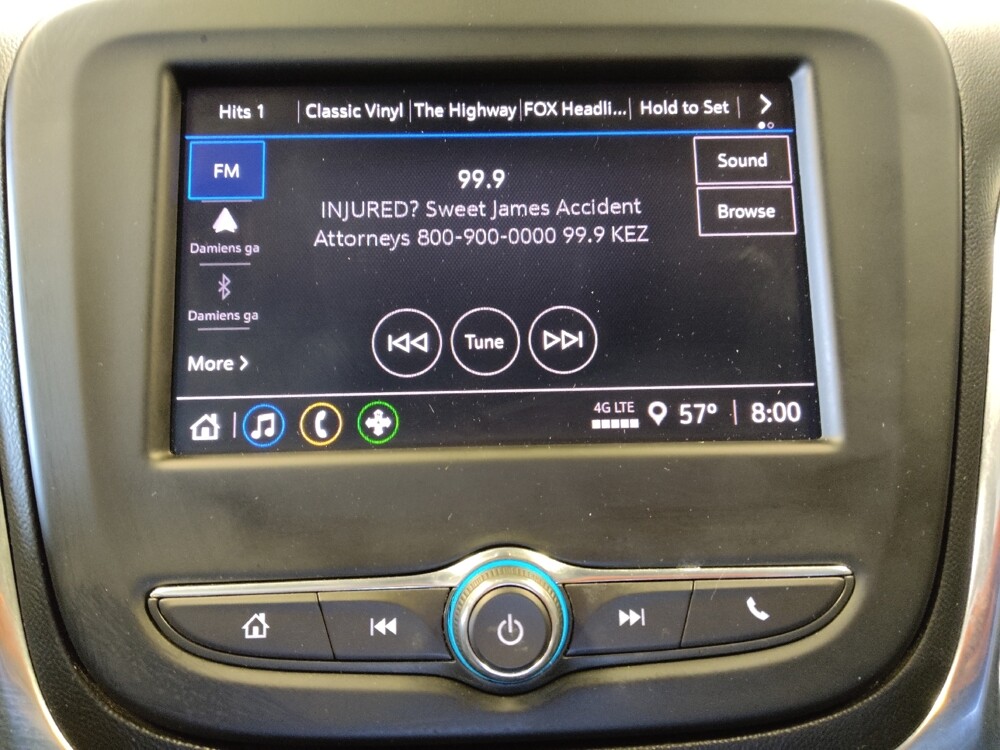 Hits 1 Classic Vinyl The Highway FOX Headli... Hold to Set
FM
Damiens ga
Damiens ga
More
99.9
INJURED? Sweet James Accident
Attorneys 800-900-0000 99.9 KEZ
Sound
Browse
Tune
4G LTE 57° 8:00